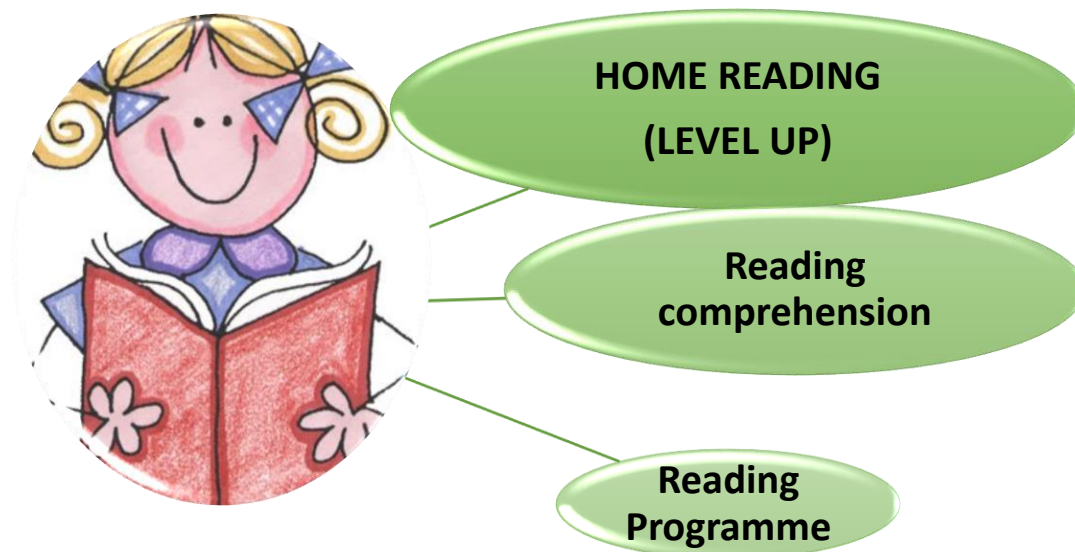 HOME READING
(LEVEL UP)
Reading
comprehension
Reading
Programme